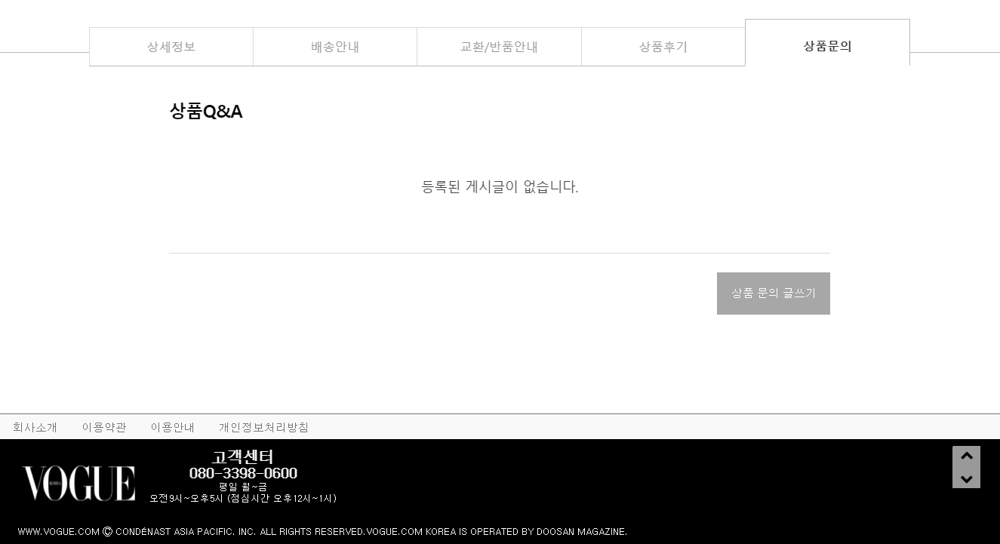 상세정보 배송안내 교환/반품안내 상품후기 상품문의
상품Q&A
등록된 게시글이 없습니다.
상품 문의 글쓰기
회사소개 이용약관 이용안내 개인정보처리방침
VOGUE
KOREA
고객센터
080-3398-0600
평일 월~금
오전9시~오후5시 (점심시간 오후12시~1시)
WWW.VOGUE.COM Ⓒ CONDÉNAST ASIA PACIFIC. INC. ALL RIGHTS RESERVED.VOGUE.COM KOREA IS OPERATED BY DOOSAN MAGAZINE.